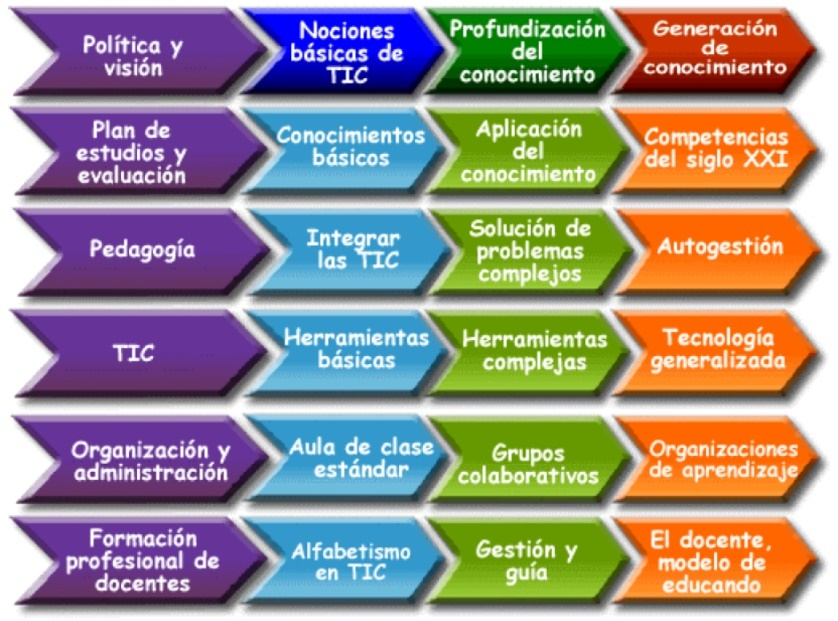 Política y
visión
Nociones
básicas de
TIC
Profundización
del
conocimiento
Generación
de
conocimiento
Plan de
estudios y
evaluación
Conocimientos
básicos
Aplicación
del
conocimiento
Competencias
del siglo XXI
Pedagogía
Integrar
las TIC
Solución de
problemas
complejos
Autogestión
TIC
Herramientas
básicas
Herramientas
complejas
Tecnología
generalizada
Organización y
administración
Aula de clase
estándar
Grupos
colaborativos
Organizaciones
de aprendizaje
Formación
profesional de
docentes
Alfabetismo
en TIC
Gestión y
guía
El docente,
modelo de
educando